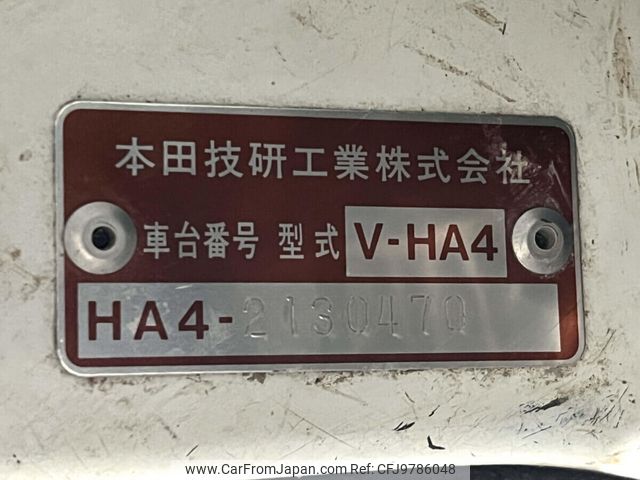 本田技研工業株式会社
車台番号 型式 V-HA4
HA4-2130470
© www.CarFromJapan.com | CFJ9786048